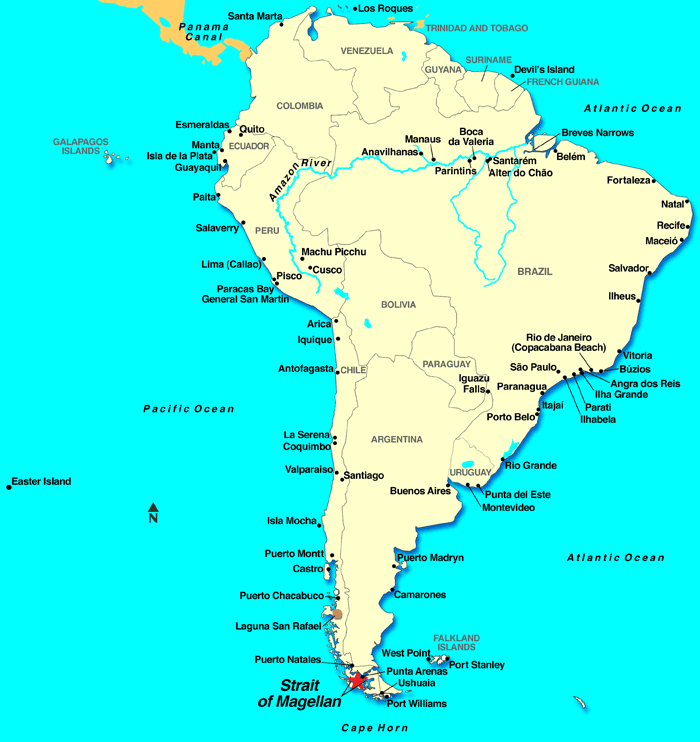 Los Roques
Santa Marta
Panama
Canal
TRINIDAD AND TOBAGO
VENEZUELA
SURINAME
GUYANA
Devil's Island
FRENCH GUIANA
COLOMBIA
Atlantic Ocean
Esmeraldas
Quito
Breves Narrows
Boca
da Valeria
Manaus
GALAPAGOS
ISLANDS
Manta
ECUADOR
Anavilhanas
Isla de la Plata
Belém
Santarém
Guayaquil
Amazon River
Parintins
Alter do Chão
Fortaleza
Paita
Natal
Salaverry
PERU
Recife
Maceió
Machu Picchu
Lima (Callao)
Cusco
Salvador
Pisco
BRAZIL
Paracas Bay
General San Martin
Ilheus
BOLIVIA
Arica
Iquique
Rio de Janeiro
(Copacabana Beach)
Vitoria
Antofagasta
CHILE
PARAGUAY
São Paulo
Búzios
Iguazu
Falls
Angra dos Reis
Paranagua
Ilha Grande
Pacific Ocean
Itajaí
Parati
Porto Belo
Ilhabela
La Serena
ARGENTINA
Coquimbo
Valparaiso
Santiago
Rio Grande
URUGUAY
Easter Island
Buenos Aires
Punta del Este
Montevideo
N
Isla Mocha
Puerto Montt
Puerto Madryn
Atlantic Ocean
Castro
Puerto Chacabuco
Camarones
Laguna San Rafael
FALKLAND
ISLANDS
West Point
Puerto Natales
Port Stanley
Punta Arenas
Strait
of Magellan
Ushuaia
Port Williams
Cape Horn